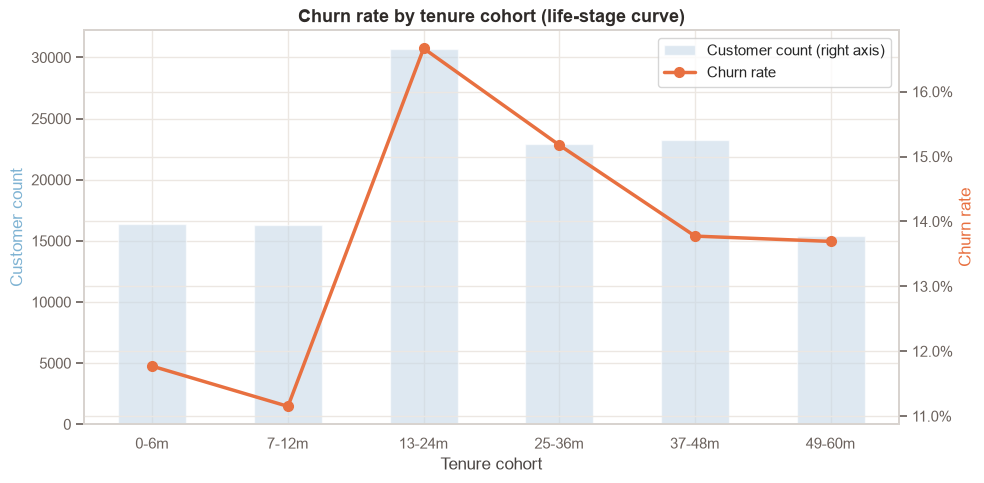 Churn rate by tenure cohort (life-stage curve)
Customer count (right axis)
Churn rate
30000
25000
20000
15000
10000
5000
0
Customer count
16.0%
15.0%
14.0%
13.0%
12.0%
11.0%
Churn rate
0-6m 7-12m 13-24m 25-36m 37-48m 49-60m
Tenure cohort